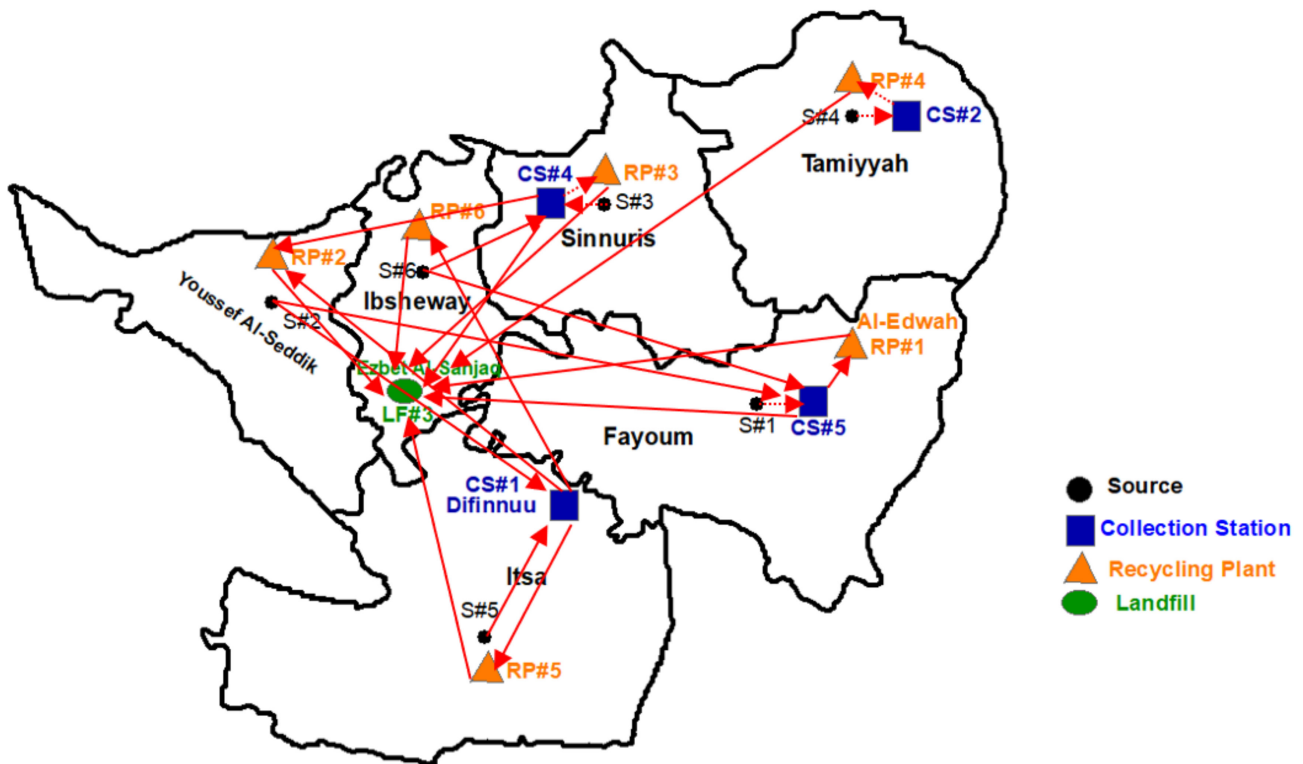 RP#4
S#4
CS#2
Tamiyyah
CS#4
RP#3
S#3
Sinnuris
RP#6
RP#2
S#6
Ibsheway
Youssef Al-Seddik
S#2
Al-Edwah
RP#1
Ezbet Al-Sanjad
LF#3
S#1
CS#5
Fayoum
CS#1
Difinnuu
Itsa
S#5
RP#5
Source
Collection Station
Recycling Plant
Landfill